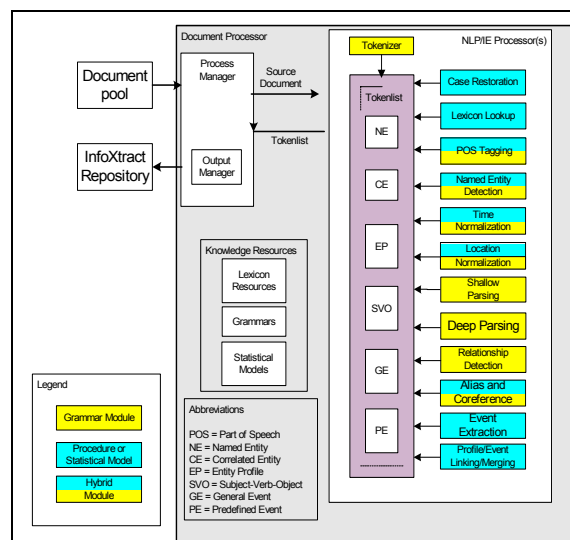 Document Processor
Process
Manager
Source
Document
Tokenlist
Output
Manager
Document
pool
InfoXtract
Repository
Knowledge Resources
Lexicon
Resources
Grammars
Statistical
Models
Abbreviations
POS = Part of Speech
NE = Named Entity
CE = Correlated Entity
EP = Entity Profile
SVO = Subject-Verb-Object
GE = General Event
PE = Predefined Event
Legend
Grammar Module
Procedure or
Statistical Model
Hybrid
Module
NLP/IE Processor(s)
Tokenizer
Tokenlist
NE
CE
EP
SVO
GE
PE
Case Restoration
Lexicon Lookup
POS Tagging
Named Entity
Detection
Time
Normalization
Location
Normalization
Shallow
Parsing
Deep Parsing
Relationship
Detection
Alias and
Coreference
Event
Extraction
Profile/Event
Linking/Merging